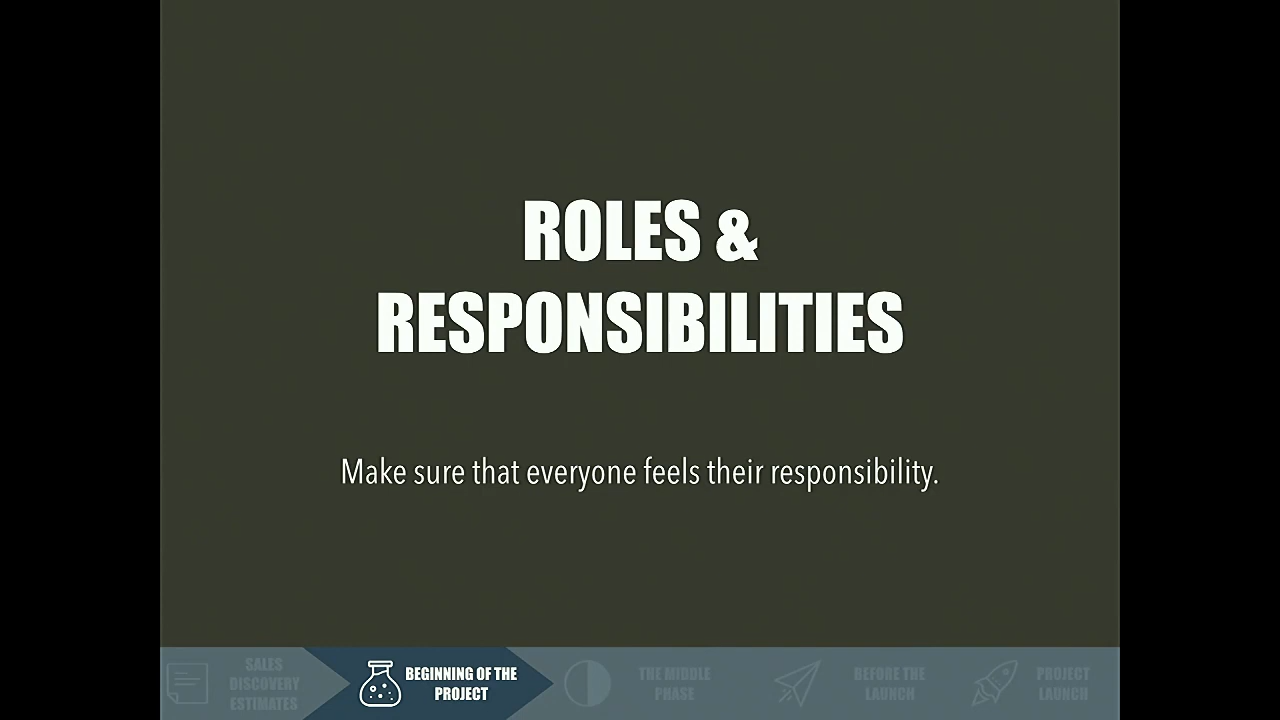 ROLES &
RESPONSIBILITIES
Make sure that everyone feels their responsibility.
SALES
DISCOVERY
ESTIMATES
BEGINNING OF THE
PROJECT
THE MIDDLE
PHASE
BEFORE THE
LAUNCH
PROJECT
LAUNCH